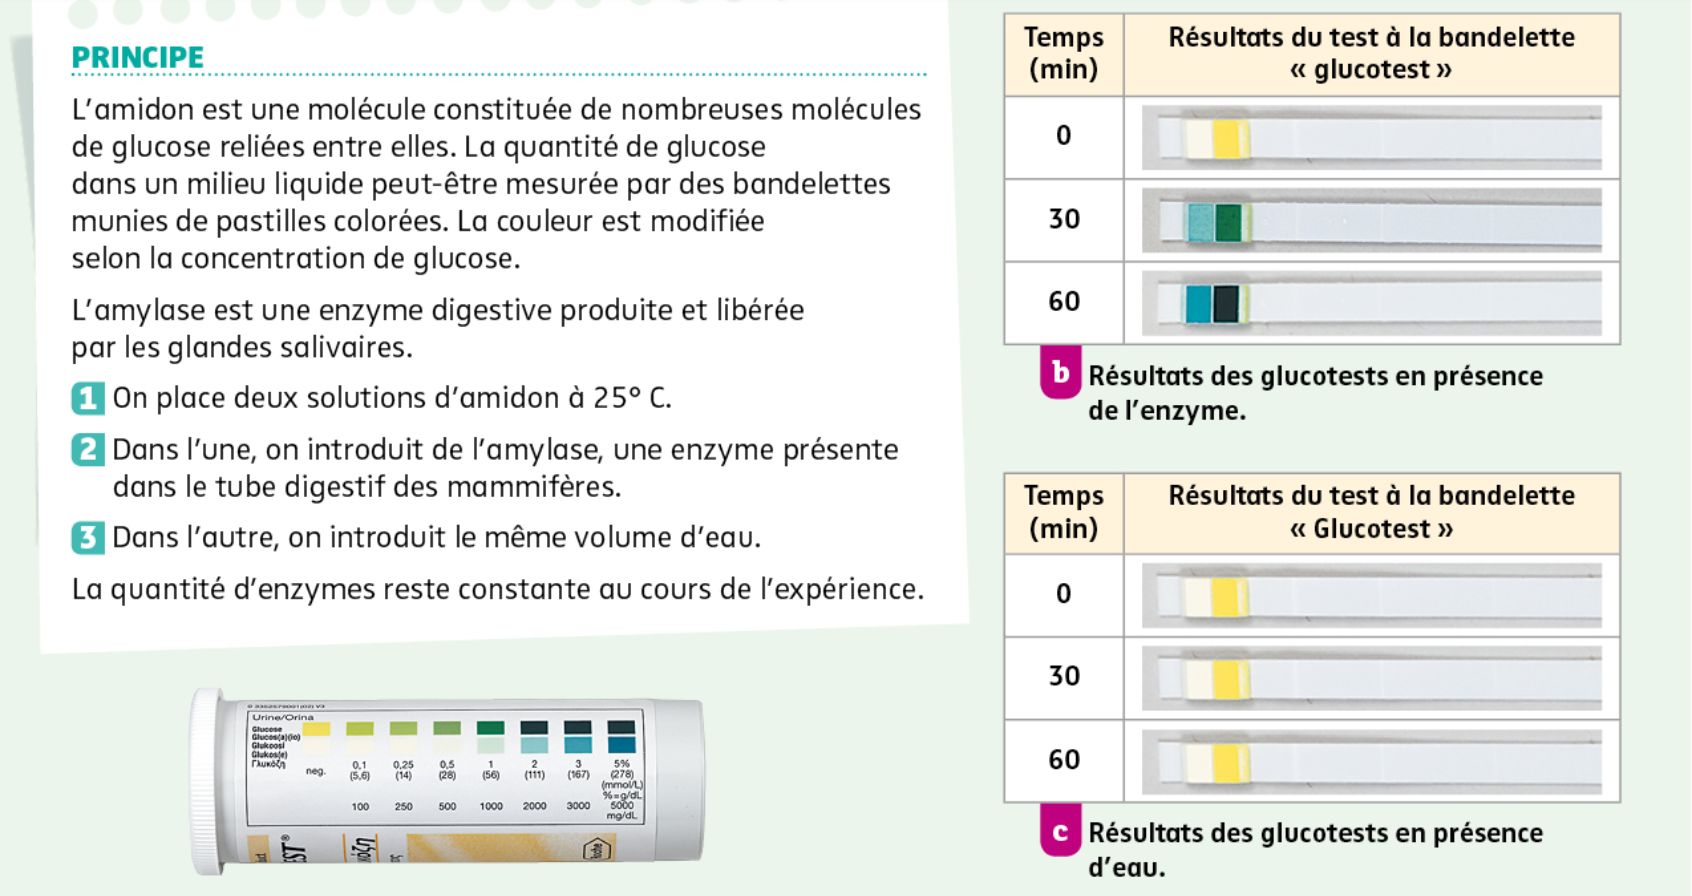 PRINCIPE
L'amidon est une molécule constituée de nombreuses molécules
de glucose reliées entre elles. La quantité de glucose
dans un milieu liquide peut-être mesurée par des bandelettes
munies de pastilles colorées. La couleur est modifiée
selon la concentration de glucose.
L'amylase est une enzyme digestive produite et libérée
par les glandes salivaires.
1 On place deux solutions d'amidon à 25° C.
2 Dans l'une, on introduit de l'amylase, une enzyme présente
dans le tube digestif des mammifères.
3 Dans l'autre, on introduit le même volume d'eau.
La quantité d'enzymes reste constante au cours de l'expérience.
Urine/Orina
Glucose
Glucos(a)(io)
Glukoosi
Glukos(e)
Γλυκόζη
neg. 0,1 0,25 0,5 1 2 3 5%
(5,6) (14) (28) (56) (111) (167) (278)
(mmol/L)
%=g/dL
100 250 500 1000 2000 3000 5000
mg/dL
Roche
Temps (min)
Résultats du test à la bandelette
« glucotest »
0
30
60
b Résultats des glucotests en présence
de l'enzyme.
Temps (min)
Résultats du test à la bandelette
« Glucotest »
0
30
60
c Résultats des glucotests en présence
d'eau.